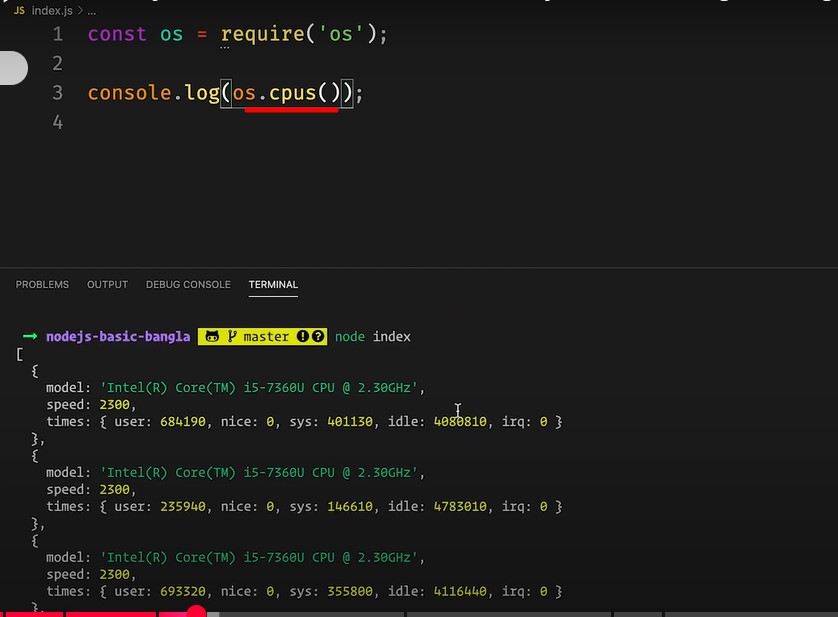 JS index.js > ...
1 const os = require('os');
2
3 console.log(os.cpus());
4
PROBLEMS OUTPUT DEBUG CONSOLE TERMINAL
→ nodejs-basic-bangla master !? node index
[
{
model: 'Intel(R) Core(TM) i5-7360U CPU @ 2.30GHz',
speed: 2300,
times: { user: 684190, nice: 0, sys: 401130, idle: 4080810, irq: 0 }
},
{
model: 'Intel(R) Core(TM) i5-7360U CPU @ 2.30GHz',
speed: 2300,
times: { user: 235940, nice: 0, sys: 146610, idle: 4783010, irq: 0 }
},
{
model: 'Intel(R) Core(TM) i5-7360U CPU @ 2.30GHz',
speed: 2300,
times: { user: 693320, nice: 0, sys: 355800, idle: 4116440, irq: 0 }
},